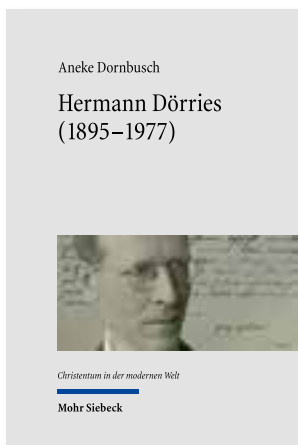 Aneke Dornbusch
Hermann Dörries
(1895–1977)
Christentum in der modernen Welt
Mohr Siebeck